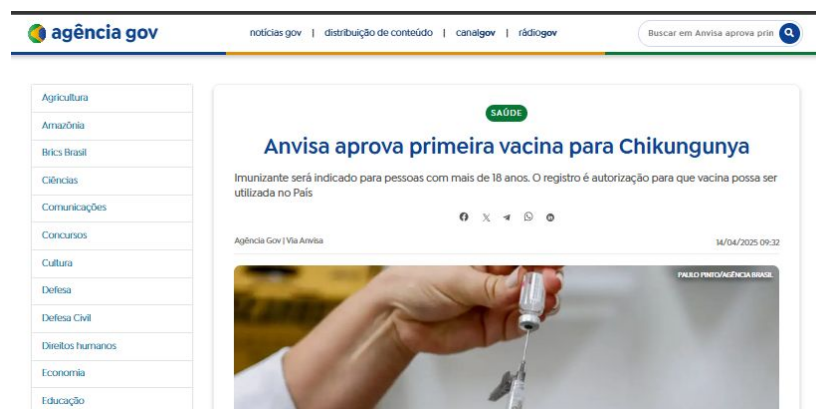 agência gov
notícias gov | distribuição de conteúdo | canalgov | rádiogov
Buscar em Anvisa aprova prin
Agricultura
Amazônia
Brics Brasil
Ciências
Comunicações
Concursos
Cultura
Defesa
Defesa Civil
Direitos humanos
Economia
Educação
SAÚDE
Anvisa aprova primeira vacina para Chikungunya
Imunizante será indicado para pessoas com mais de 18 anos. O registro é autorização para que vacina possa ser
utilizada no País
Agência Gov | Via Anvisa
14/04/2025 09:32
PAULO PINTO/AGÊNCIA BRASIL